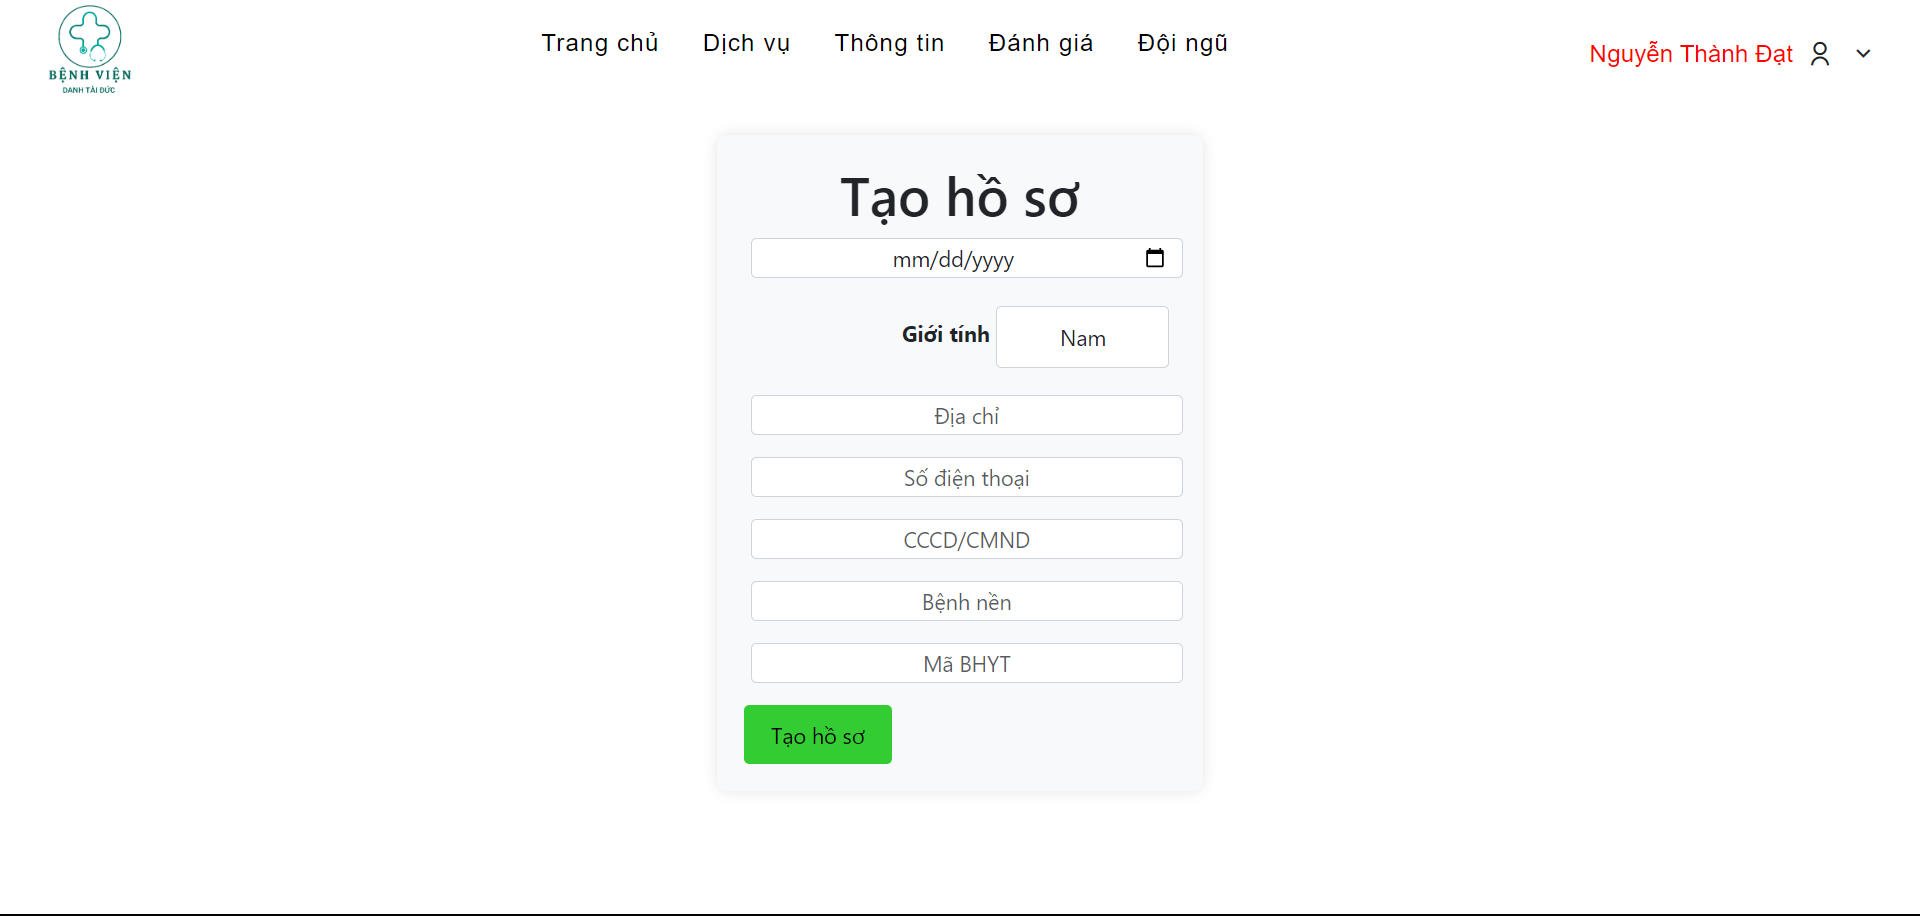 BỆNH VIỆN
DANH TÀI ĐỨC
Trang chủ
Dịch vụ
Thông tin
Đánh giá
Đội ngũ
Nguyễn Thành Đạt
Tạo hồ sơ
mm/dd/yyyy
Giới tính
Nam
Địa chỉ
Số điện thoại
CCCD/CMND
Bệnh nền
Mã BHYT
Tạo hồ sơ